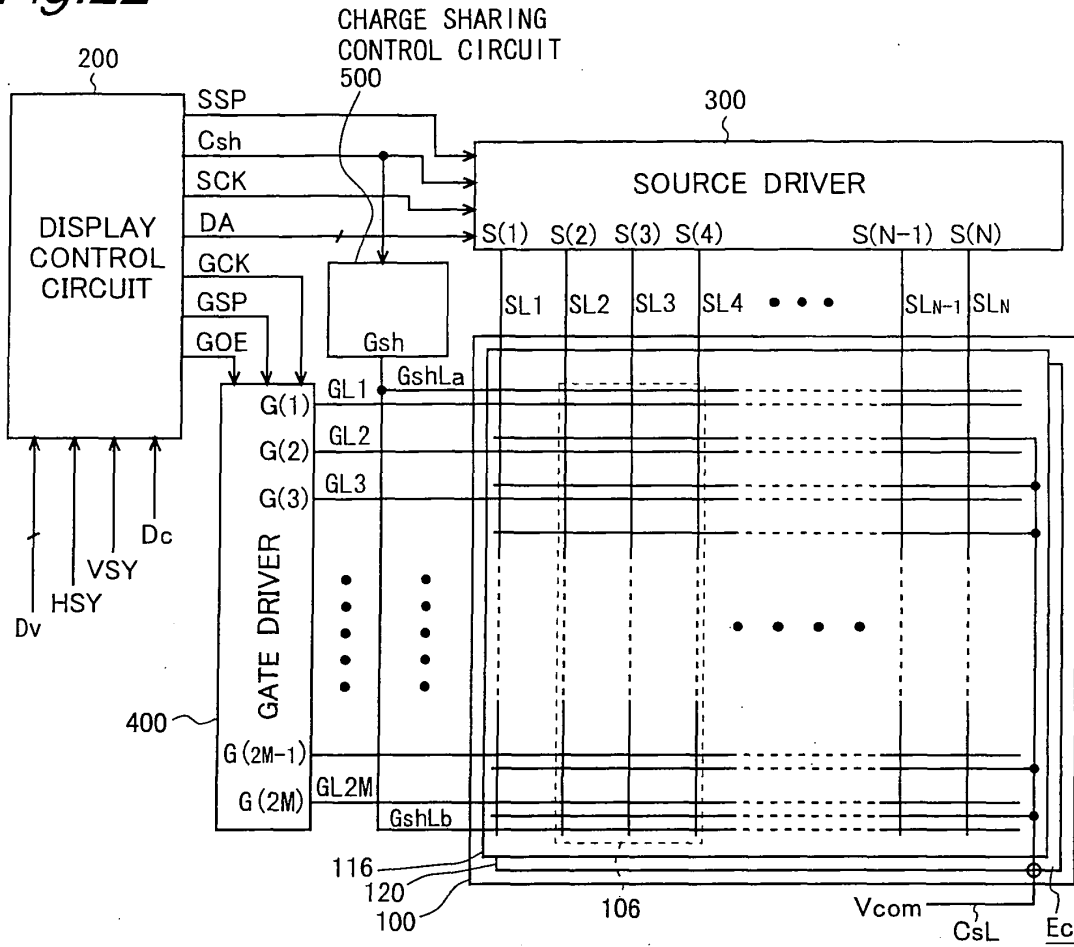 Fig.22
CHARGE SHARING
CONTROL CIRCUIT
500
200
300
SSP
Csh
SCK
DA
GCK
GSP
GOE
DISPLAY
CONTROL
CIRCUIT
SOURCE DRIVER
S(1) S(2) S(3) S(4) S(N-1) S(N)
SL1 SL2 SL3 SL4 SLN-1 SLN
Gsh
GshLa
GL1
G(1)
GL2
G(2)
GL3
G(3)
Dc
VSY
HSY
Dv
GATE DRIVER
400
G(2M-1)
GL2M
G(2M)
GshLb
116
120
100
106
Vcom
CsL
Ec